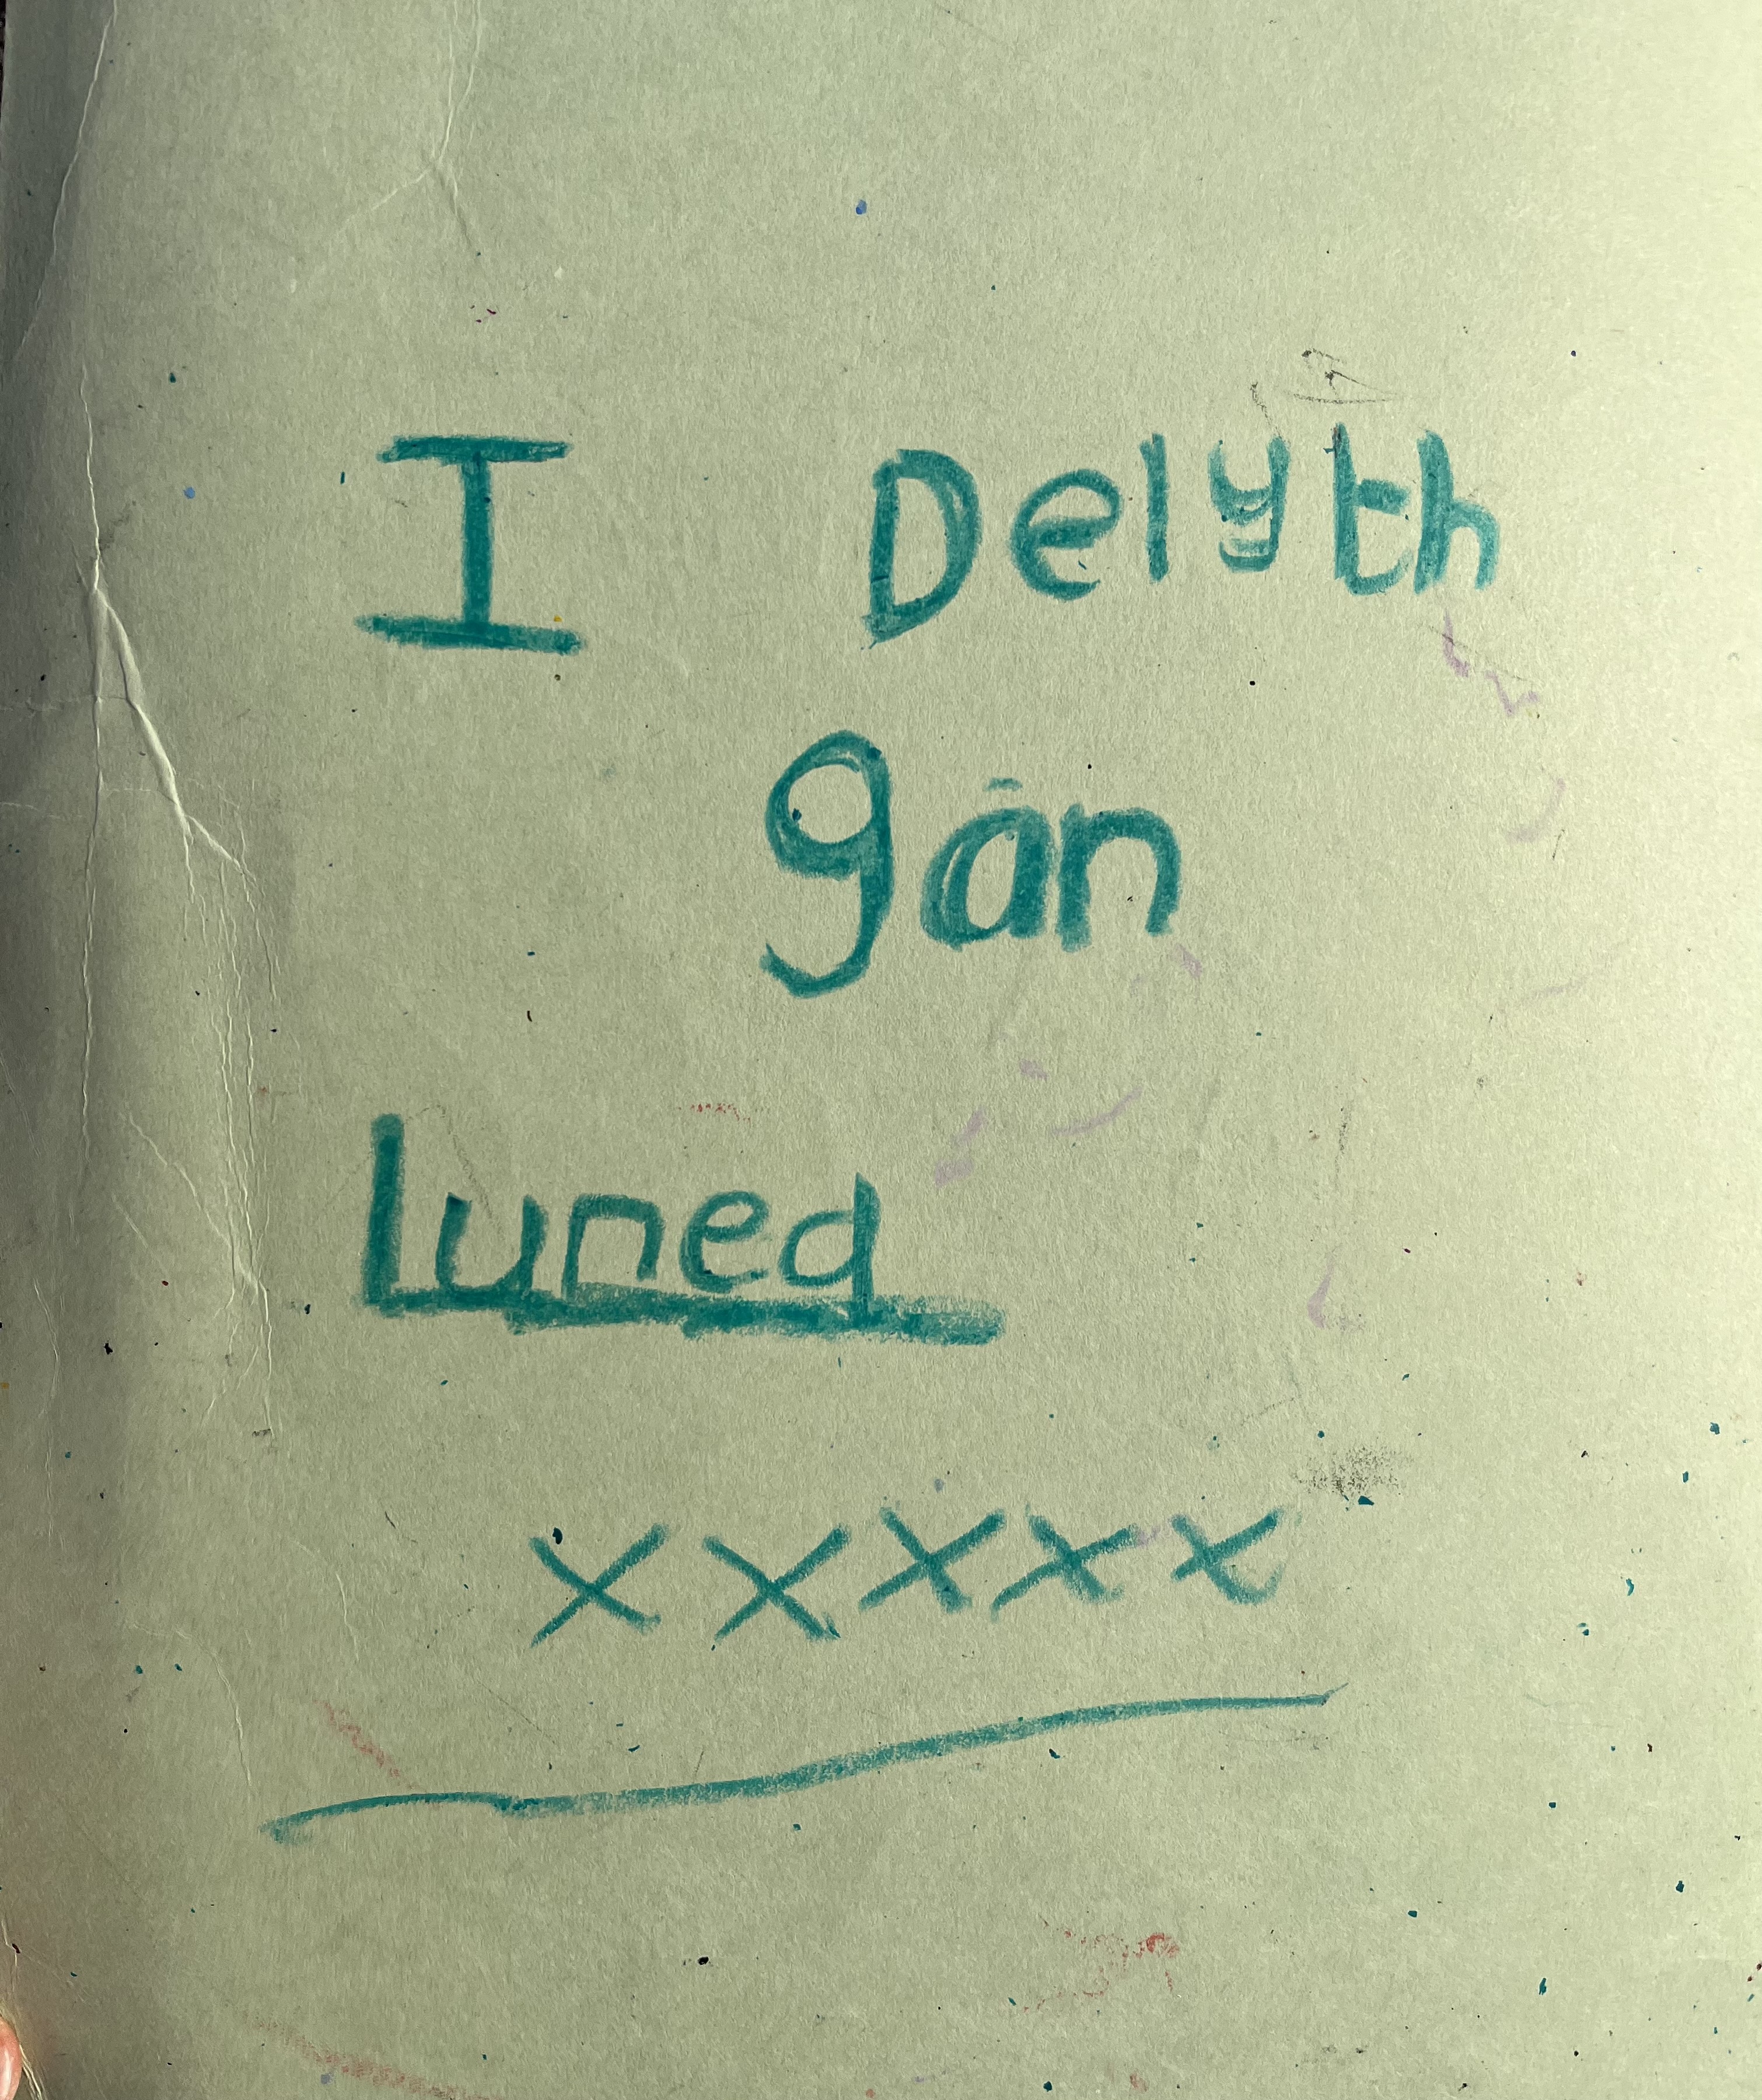 I Delyth
gan
luned
xxxxx